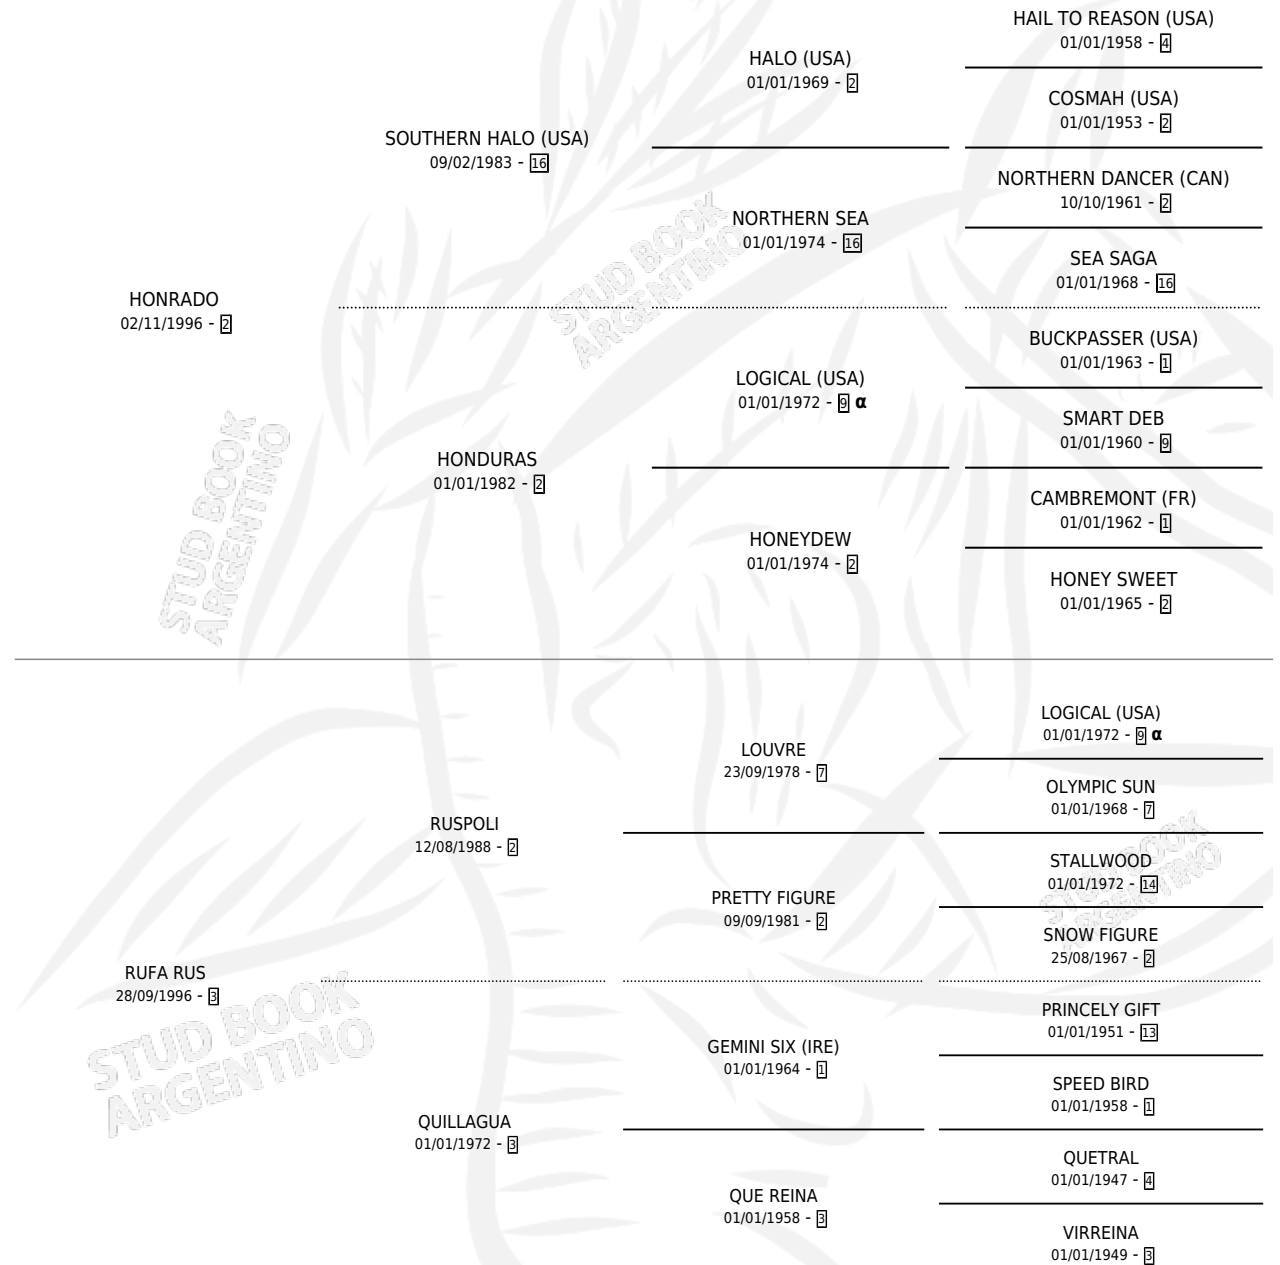 HAIL TO REASON (USA)
01/01/1958 - 4
HALO (USA)
01/01/1969 - 2
COSMAH (USA)
01/01/1953 - 2
SOUTHERN HALO (USA)
09/02/1983 - 16
NORTHERN DANCER (CAN)
10/10/1961 - 2
NORTHERN SEA
01/01/1974 - 16
SEA SAGA
01/01/1968 - 16
STUD BOOK
ARGENTINO
HONRADO
02/11/1996 - 2
BUCKPASSER (USA)
01/01/1963 - 1
LOGICAL (USA)
01/01/1972 - 9 α
SMART DEB
01/01/1960 - 9
HONDURAS
01/01/1982 - 2
CAMBREMONT (FR)
01/01/1962 - 1
HONEYDEW
01/01/1974 - 2
HONEY SWEET
01/01/1965 - 2
STUD BOOK
ARGENTINO
LOGICAL (USA)
01/01/1972 - 9 α
LOUVRE
23/09/1978 - 7
OLYMPIC SUN
01/01/1968 - 7
RUSPOLI
12/08/1988 - 2
STALLWOOD
01/01/1972 - 14
PRETTY FIGURE
09/09/1981 - 2
SNOW FIGURE
25/08/1967 - 2
STUD BOOK
ARGENTINO
RUFA RUS
28/09/1996 - 3
PRINCELY GIFT
01/01/1951 - 13
GEMINI SIX (IRE)
01/01/1964 - 1
SPEED BIRD
01/01/1958 - 1
STUD BOOK
ARGENTINO
QUILLAGUA
01/01/1972 - 3
QUETRAL
01/01/1947 - 4
QUE REINA
01/01/1958 - 3
VIRREINA
01/01/1949 - 3